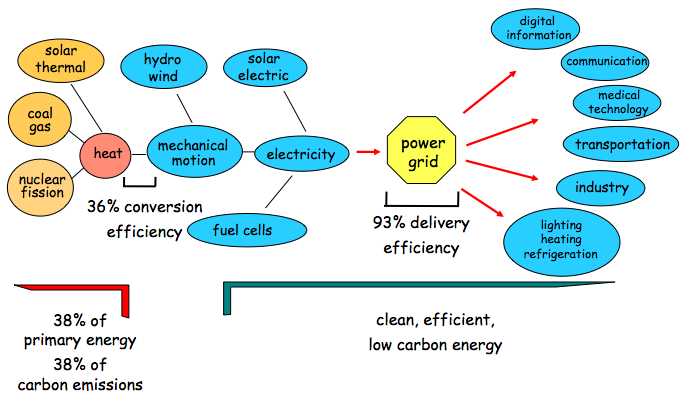 solar
thermal
hydro
wind
solar
electric
digital
information
communication
coal
gas
medical
technology
heat
mechanical
motion
electricity
power
grid
transportation
nuclear
fission
industry
36% conversion
efficiency
fuel cells
93% delivery
efficiency
lighting
heating
refrigeration
38% of
primary energy
38% of
carbon emissions
clean, efficient,
low carbon energy